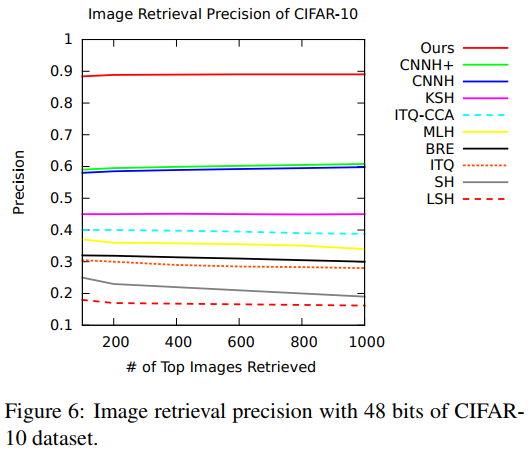 Image Retrieval Precision of CIFAR-10
1
0.9
0.8
0.7
0.6
0.5
0.4
0.3
0.2
0.1
Precision
200
400
600
800
1000
# of Top Images Retrieved
Ours
CNNH+
CNNH
KSH
ITQ-CCA
MLH
BRE
ITQ
SH
LSH
Figure 6: Image retrieval precision with 48 bits of CIFAR-
10 dataset.